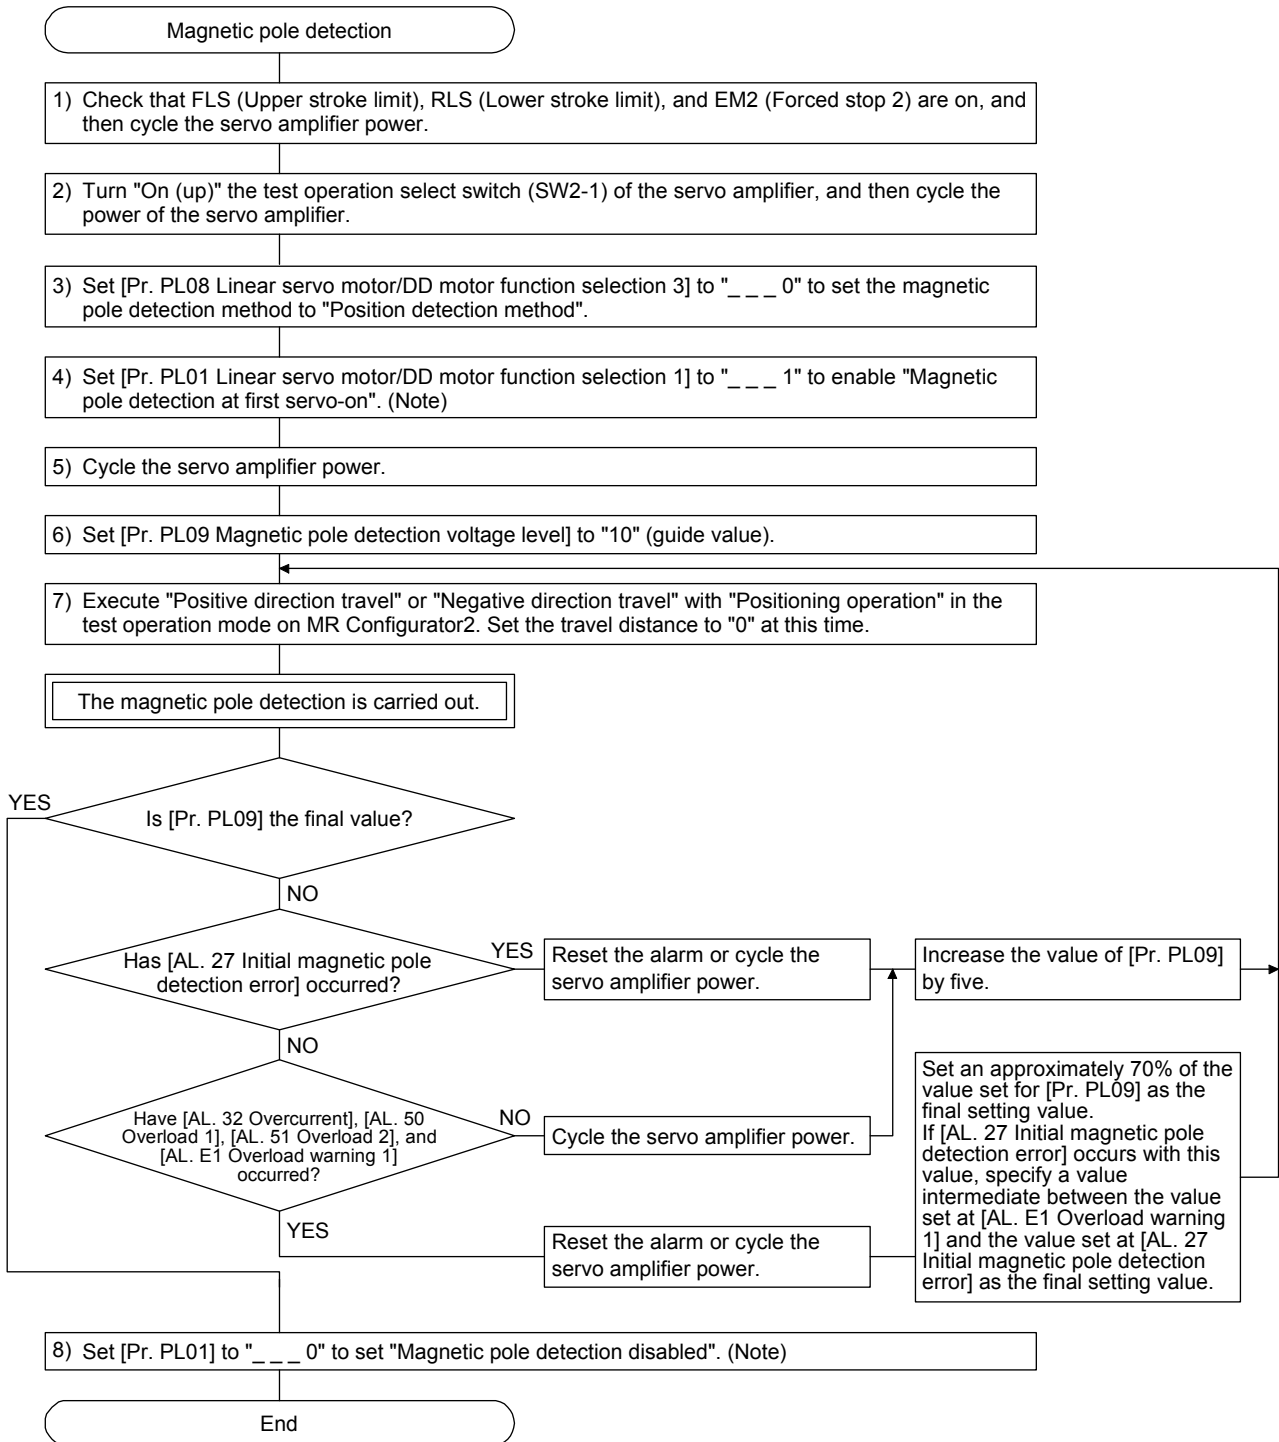 Magnetic pole detection
1) Check that FLS (Upper stroke limit), RLS (Lower stroke limit), and EM2 (Forced stop 2) are on, and
then cycle the servo amplifier power.
2) Turn "On (up)" the test operation select switch (SW2-1) of the servo amplifier, and then cycle the
power of the servo amplifier.
3) Set [Pr. PL08 Linear servo motor/DD motor function selection 3] to "_ _ _ 0" to set the magnetic
pole detection method to "Position detection method".
4) Set [Pr. PL01 Linear servo motor/DD motor function selection 1] to "_ _ _ 1" to enable "Magnetic
pole detection at first servo-on". (Note)
5) Cycle the servo amplifier power.
6) Set [Pr. PL09 Magnetic pole detection voltage level] to "10" (guide value).
7) Execute "Positive direction travel" or "Negative direction travel" with "Positioning operation" in the
test operation mode on MR Configurator2. Set the travel distance to "0" at this time.
The magnetic pole detection is carried out.
YES
Is [Pr. PL09] the final value?
NO
Has [AL. 27 Initial magnetic pole
detection error] occurred?
YES
Reset the alarm or cycle the
servo amplifier power.
Increase the value of [Pr. PL09]
by five.
NO
Have [AL. 32 Overcurrent], [AL. 50
Overload 1], [AL. 51 Overload 2], and
[AL. E1 Overload warning 1]
occurred?
NO
Cycle the servo amplifier power.
YES
Reset the alarm or cycle the
servo amplifier power.
Set an approximately 70% of the
value set for [Pr. PL09] as the
final setting value.
If [AL. 27 Initial magnetic pole
detection error] occurs with this
value, specify a value
intermediate between the value
set at [AL. E1 Overload warning
1] and the value set at [AL. 27
Initial magnetic pole detection
error] as the final setting value.
8) Set [Pr. PL01] to "_ _ _ 0" to set "Magnetic pole detection disabled". (Note)
End